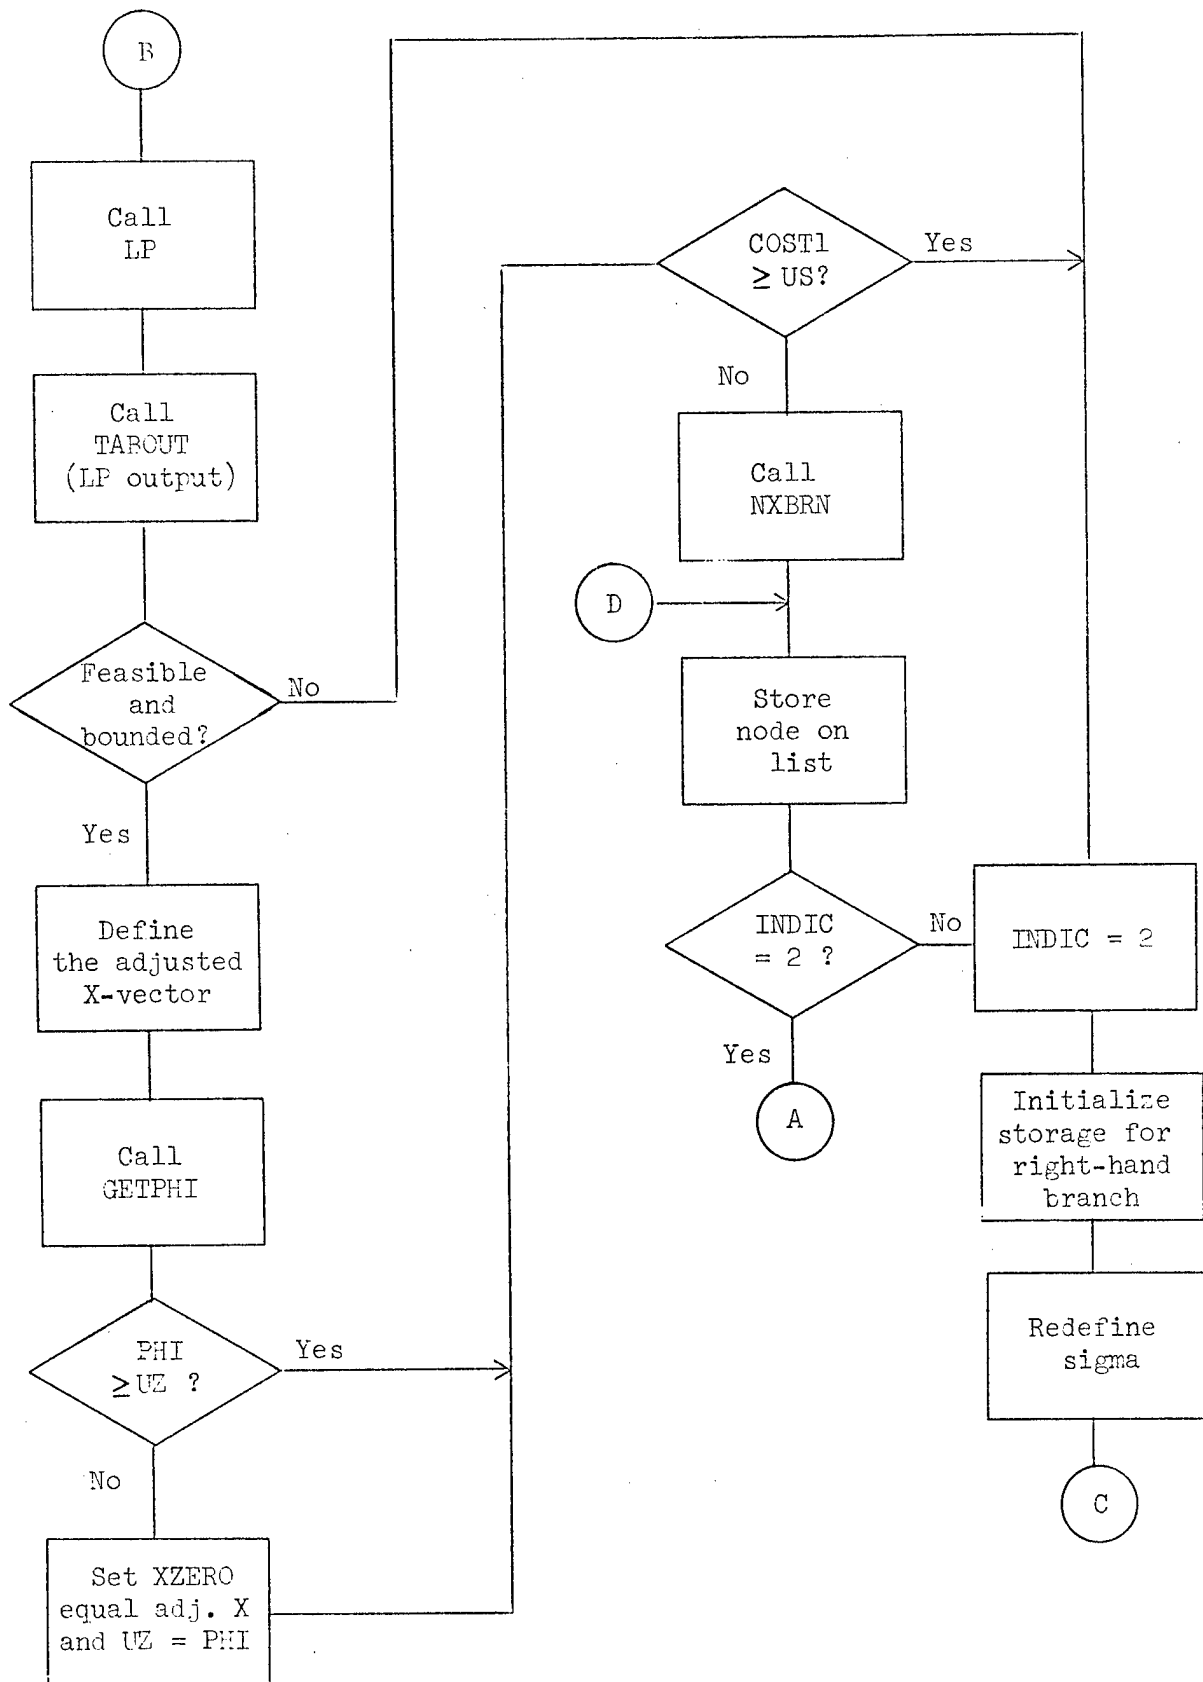 B
Call
LP
Call
TABOUT
(LP output)
Feasible
and
bounded?
No
Yes
Define
the adjusted
X-vector
Call
GETPHI
PHI
≥ UZ ?
Yes
No
Set XZERO
equal adj. X
and UZ = PHI
COST1
≥ US?
Yes
No
Call
NXBRN
D
Store
node on
list
INDIC
= 2 ?
No
Yes
A
INDIC = 2
Initialize
storage for
right-hand
branch
Redefine
sigma
C